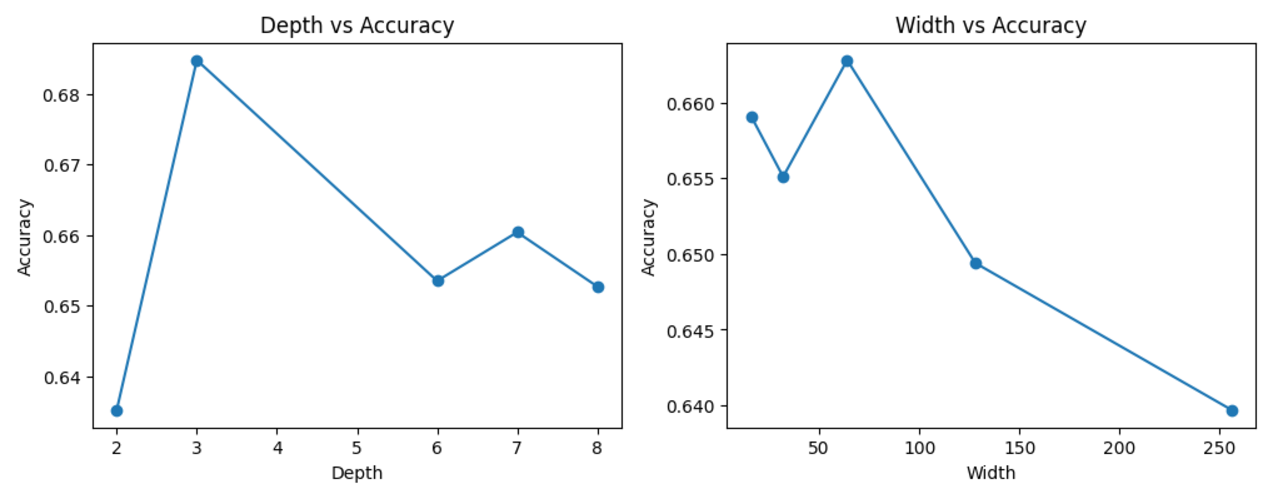 Depth vs Accuracy
Accuracy
0.68
0.67
0.66
0.65
0.64
2 3 4 5 6 7 8
Depth
Width vs Accuracy
Accuracy
0.660
0.655
0.650
0.645
0.640
50 100 150 200 250
Width